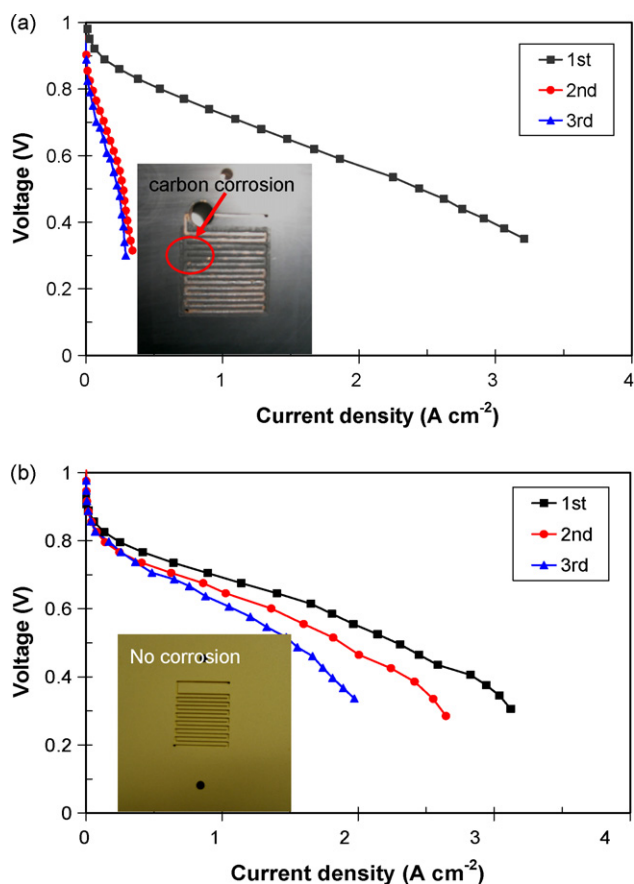 (a)
1
0.8
0.6
0.4
0.2
0
Voltage (V)
1st
2nd
3rd
carbon corrosion
0 1 2 3 4
Current density (A cm⁻²)
(b)
1
0.8
0.6
0.4
0.2
0
Voltage (V)
1st
2nd
3rd
No corrosion
0 1 2 3 4
Current density (A cm⁻²)